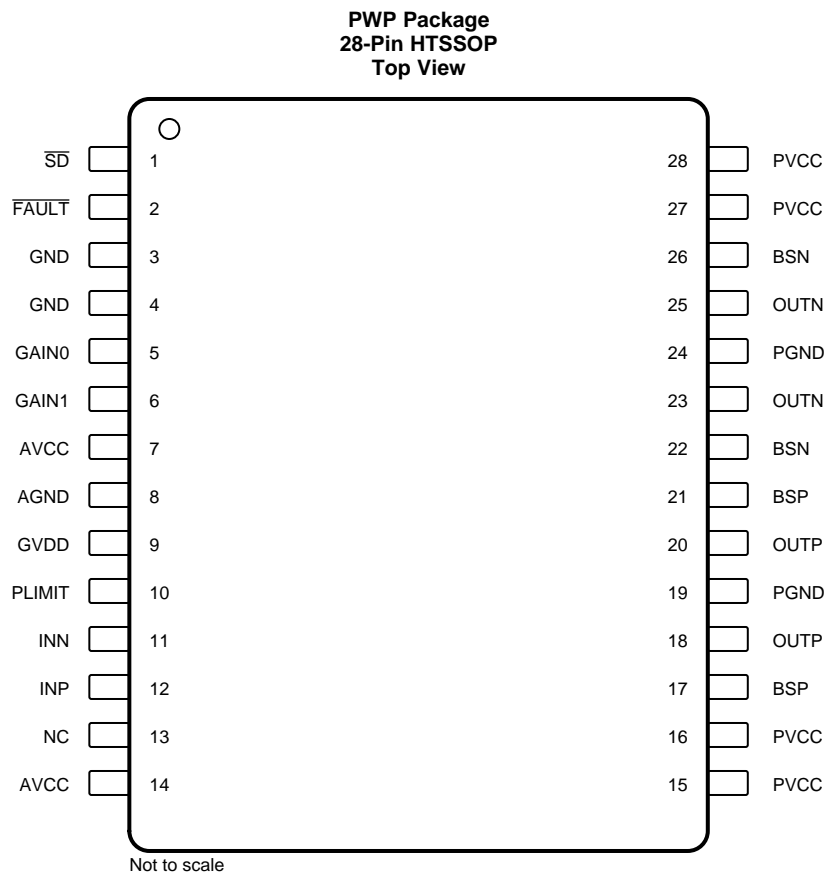 PWP Package
28-Pin HTSSOP
Top View
SD 1 28 PVCC
FAULT 2 27 PVCC
GND 3 26 BSN
GND 4 25 OUTN
GAIN0 5 24 PGND
GAIN1 6 23 OUTN
AVCC 7 22 BSN
AGND 8 21 BSP
GVDD 9 20 OUTP
PLIMIT 10 19 PGND
INN 11 18 OUTP
INP 12 17 BSP
NC 13 16 PVCC
AVCC 14 15 PVCC
Not to scale